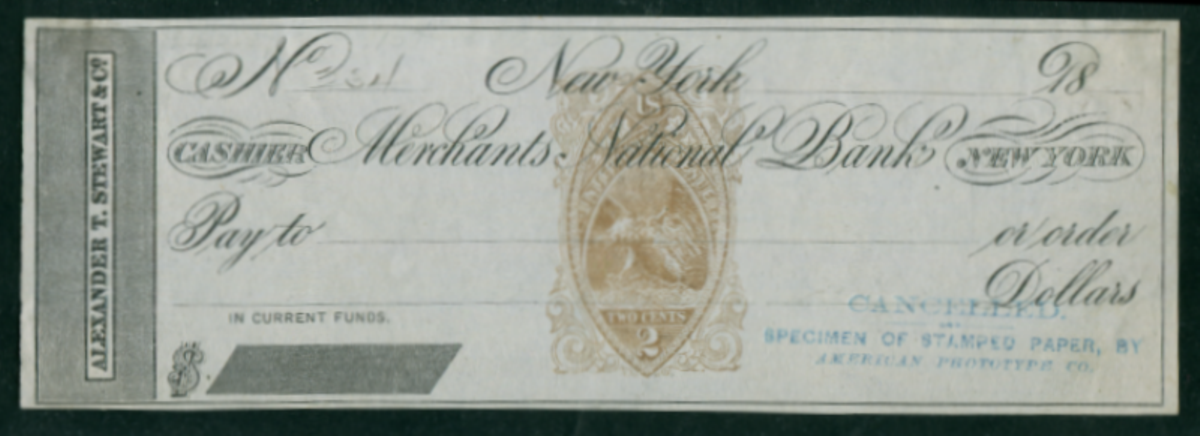 ALEXANDER T. STEWART & Co.
No New York 18
CASHIER Merchants National Bank NEW YORK
Pay to or order
Dollars
IN CURRENT FUNDS.
$
U.S.
TWO CENTS
2
CANCELLED.
SPECIMEN OF STAMPED PAPER, BY
AMERICAN PHOTOTYPE CO.